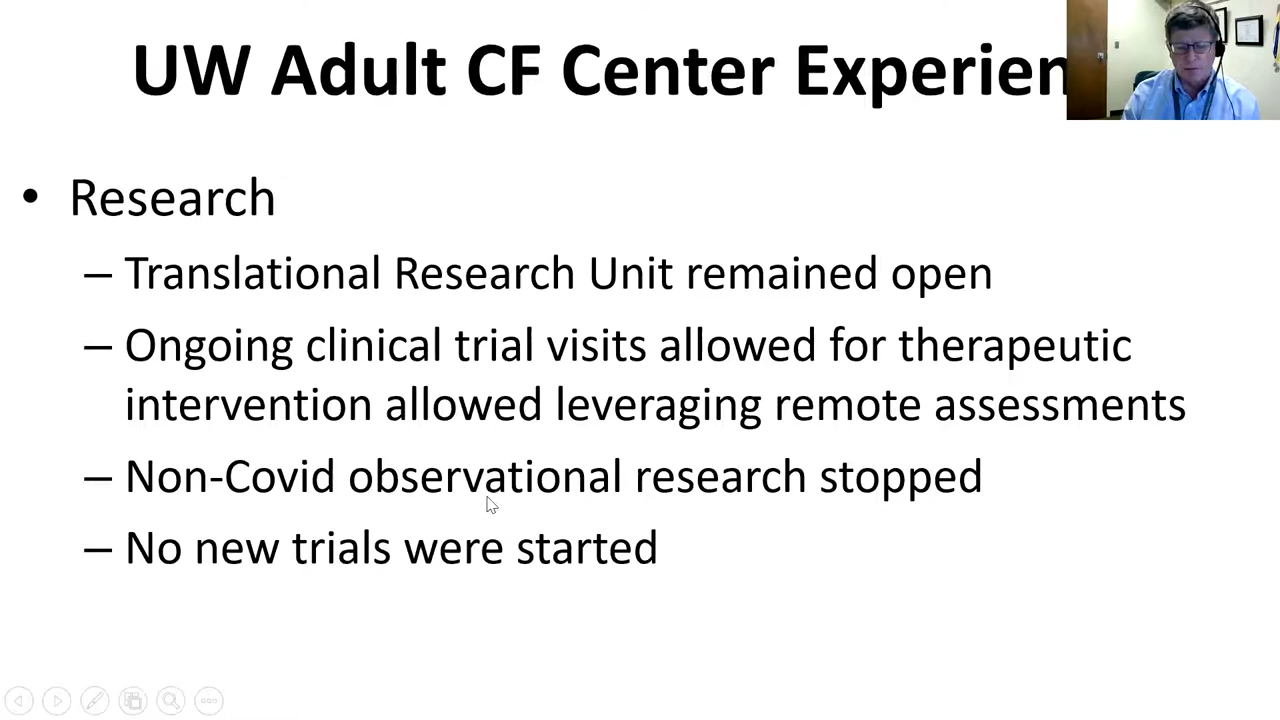 UW Adult CF Center Experien
• Research
– Translational Research Unit remained open
– Ongoing clinical trial visits allowed for therapeutic
intervention allowed leveraging remote assessments
– Non-Covid observational research stopped
– No new trials were started